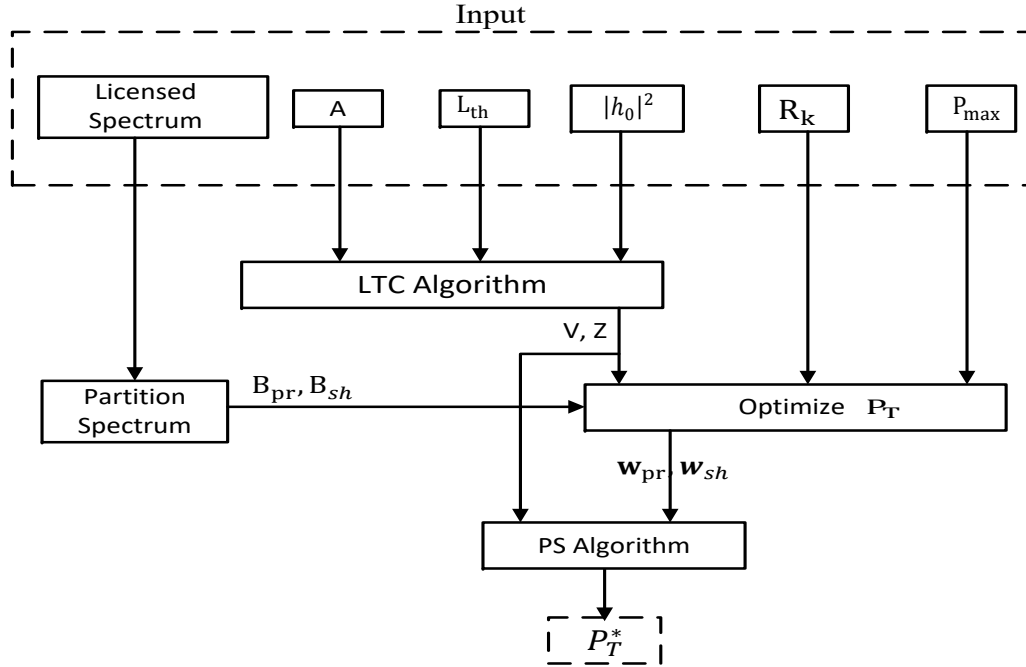 Input
Licensed
Spectrum
A
L_th
|h_0|^2
R_k
P_max
LTC Algorithm
V, Z
Partition
Spectrum
B_pr, B_sh
Optimize P_T
w_pr, w_sh
PS Algorithm
P_T^*